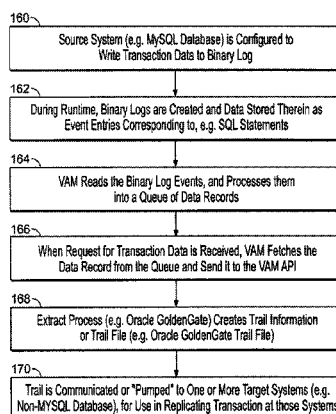 160
Source System (e.g. MySQL Database) is Configured to
Write Transaction Data to Binary Log
162
During Runtime, Binary Logs are Created and Data Stored Therein as
Event Entries Corresponding to, e.g. SQL Statements
164
VAM Reads the Binary Log Events, and Processes them
into a Queue of Data Records
166
When Request for Transaction Data is Received, VAM Fetches the
Data Record from the Queue and Send it to the VAM API
168
Extract Process (e.g. Oracle GoldenGate) Creates Trail Information
or Trail File (e.g. Oracle GoldenGate Trail File)
170
Trail is Communicated or "Pumped" to One or More Target Systems (e.g.
Non-MYSQL Database), for Use in Replicating Transaction at those Systems